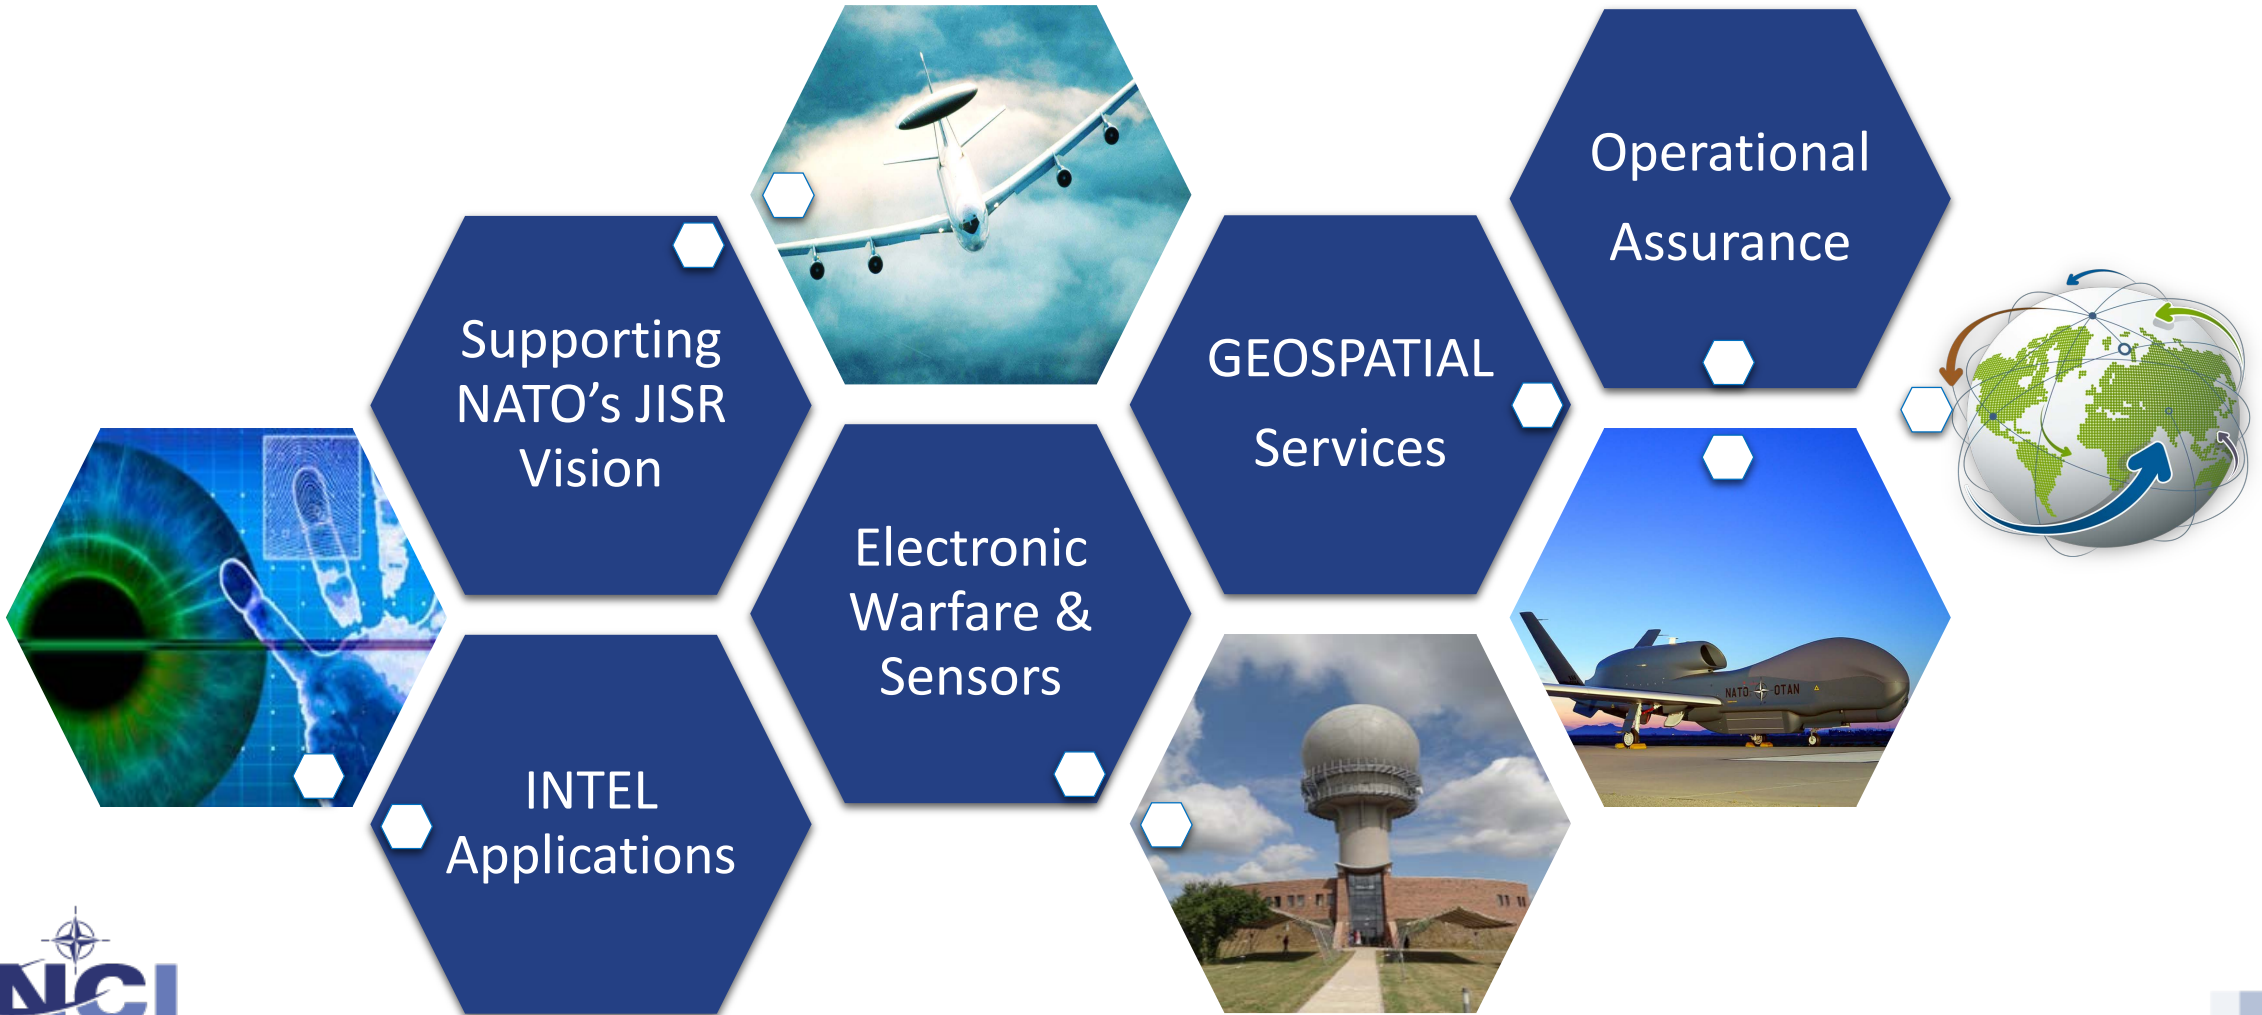 Operational
Assurance
Supporting
NATO’s JISR
Vision
GEOSPATIAL
Services
Electronic
Warfare &
Sensors
INTEL
Applications
NATO OTAN
NCI